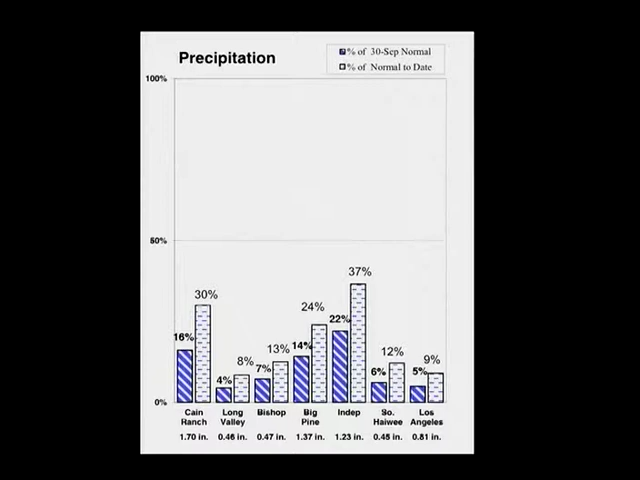 Precipitation
% of 30-Sep Normal
% of Normal to Date
100%
50%
0%
16%
30%
4%
8%
7%
13%
14%
24%
22%
37%
6%
12%
5%
9%
Cain Ranch
Long Valley
Bishop
Big Pine
Indep
So. Haiwee
Los Angeles
1.70 in.
0.46 in.
0.47 in.
1.37 in.
1.23 in.
0.45 in.
0.81 in.